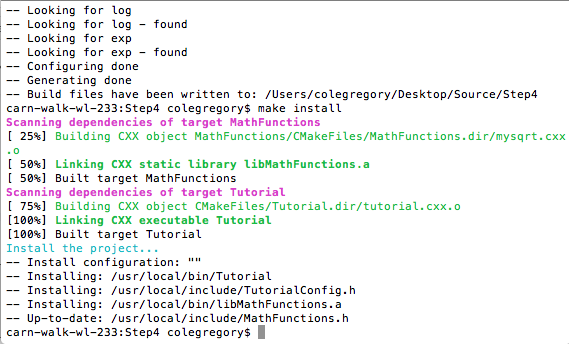 -- Looking for log
-- Looking for log - found
-- Looking for exp
-- Looking for exp - found
-- Configuring done
-- Generating done
-- Build files have been written to: /Users/colegregory/Desktop/Source/Step4
carn-walk-wl-233:Step4 colegregory$ make install
Scanning dependencies of target MathFunctions
[ 25%] Building CXX object MathFunctions/CMakeFiles/MathFunctions.dir/mysqrt.cxx
.o
[ 50%] Linking CXX static library libMathFunctions.a
[ 50%] Built target MathFunctions
Scanning dependencies of target Tutorial
[ 75%] Building CXX object CMakeFiles/Tutorial.dir/tutorial.cxx.o
[100%] Linking CXX executable Tutorial
[100%] Built target Tutorial
Install the project...
-- Install configuration: ""
-- Installing: /usr/local/bin/Tutorial
-- Installing: /usr/local/include/TutorialConfig.h
-- Installing: /usr/local/bin/libMathFunctions.a
-- Up-to-date: /usr/local/include/MathFunctions.h
carn-walk-wl-233:Step4 colegregory$